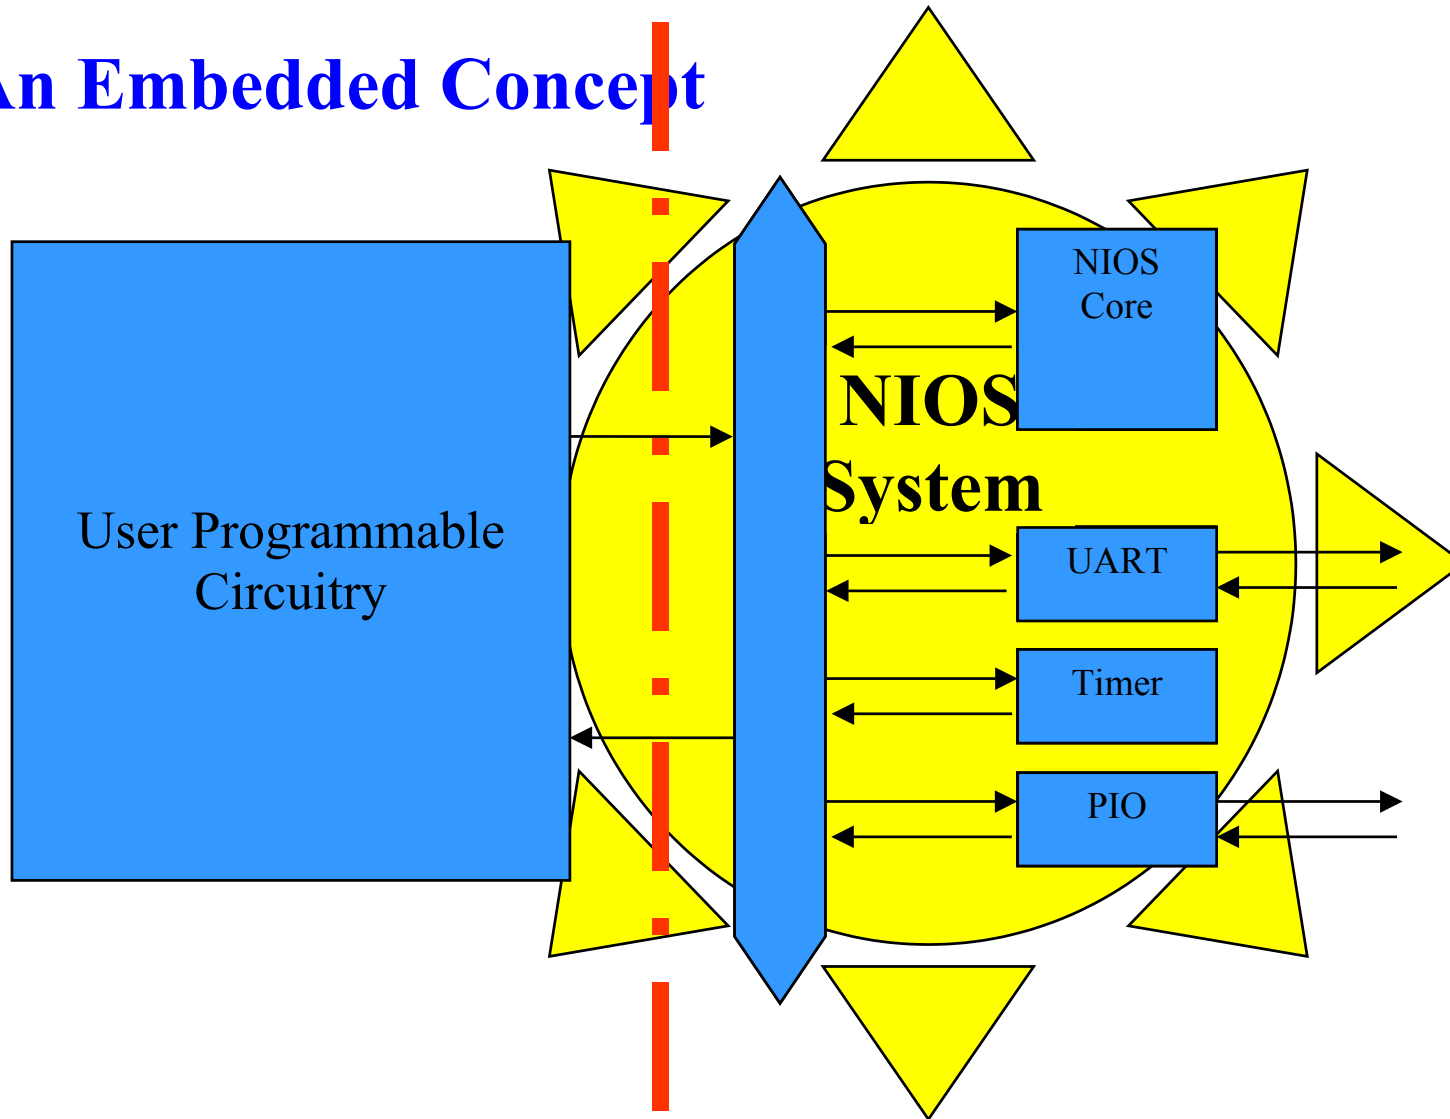 An Embedded Concept
NIOS
Core
NIOS
System
User Programmable
Circuitry
UART
Timer
PIO